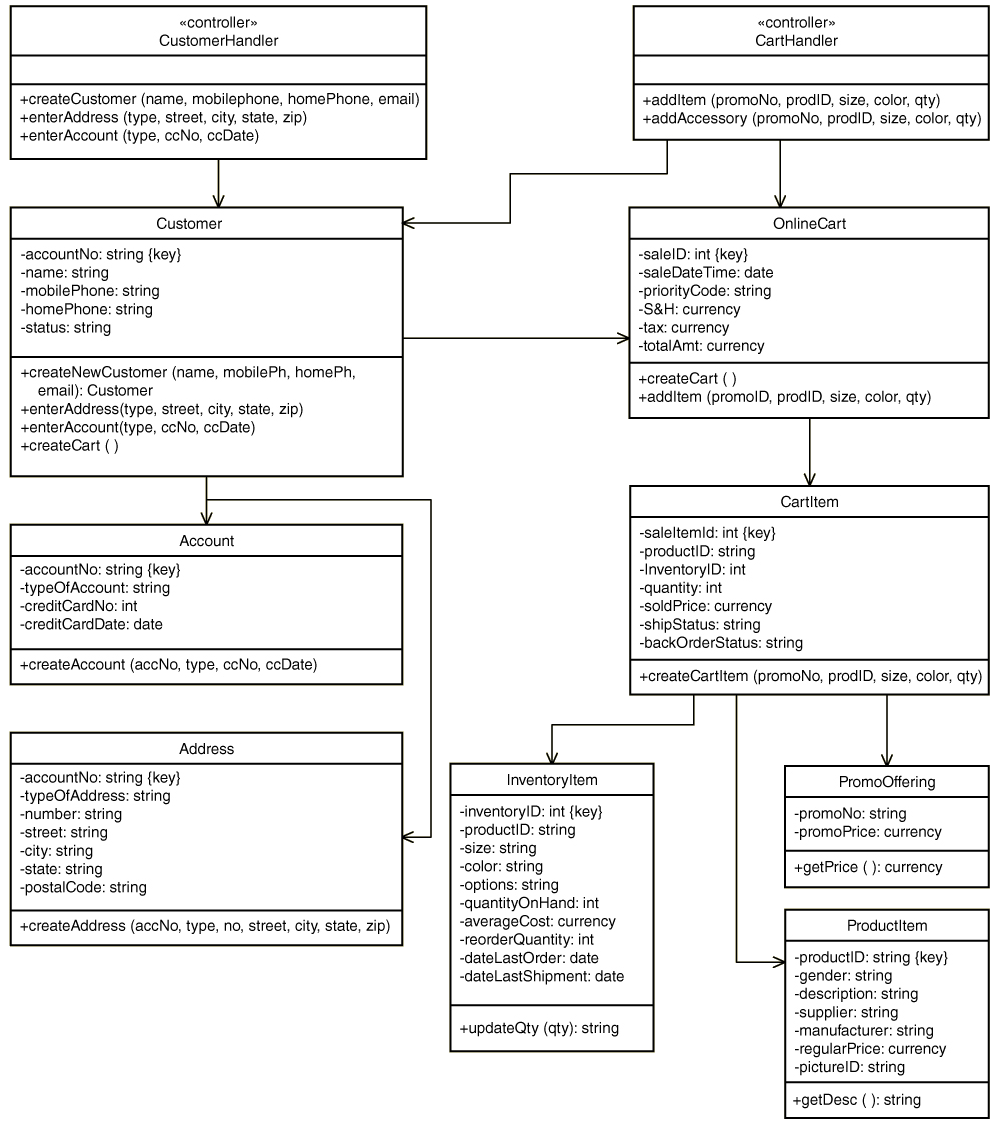 «controller»
CustomerHandler
+createCustomer (name, mobilephone, homePhone, email)
+enterAddress (type, street, city, state, zip)
+enterAccount (type, ccNo, ccDate)
«controller»
CartHandler
+addItem (promoNo, prodID, size, color, qty)
+addAccessory (promoNo, prodID, size, color, qty)
Customer
-accountNo: string {key}
-name: string
-mobilePhone: string
-homePhone: string
-status: string
+createNewCustomer (name, mobilePh, homePh,
email): Customer
+enterAddress(type, street, city, state, zip)
+enterAccount(type, ccNo, ccDate)
+createCart ( )
OnlineCart
-saleID: int {key}
-saleDateTime: date
-priorityCode: string
-S&H: currency
-tax: currency
-totalAmt: currency
+createCart ( )
+addItem (promoID, prodID, size, color, qty)
Account
-accountNo: string {key}
-typeOfAccount: string
-creditCardNo: int
-creditCardDate: date
+createAccount (accNo, type, ccNo, ccDate)
CartItem
-saleItemId: int {key}
-productID: string
-InventoryID: int
-quantity: int
-soldPrice: currency
-shipStatus: string
-backOrderStatus: string
+createCartItem (promoNo, prodID, size, color, qty)
Address
-accountNo: string {key}
-typeOfAddress: string
-number: string
-street: string
-city: string
-state: string
-postalCode: string
+createAddress (accNo, type, no, street, city, state, zip)
InventoryItem
-inventoryID: int {key}
-productID: string
-size: string
-color: string
-options: string
-quantityOnHand: int
-averageCost: currency
-reorderQuantity: int
-dateLastOrder: date
-dateLastShipment: date
+updateQty (qty): string
PromoOffering
-promoNo: string
-promoPrice: currency
+getPrice ( ): currency
ProductItem
-productID: string {key}
-gender: string
-description: string
-supplier: string
-manufacturer: string
-regularPrice: currency
-pictureID: string
+getDesc ( ): string